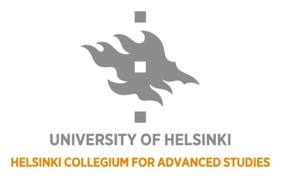 UNIVERSITY OF HELSINKI
HELSINKI COLLEGIUM FOR ADVANCED STUDIES